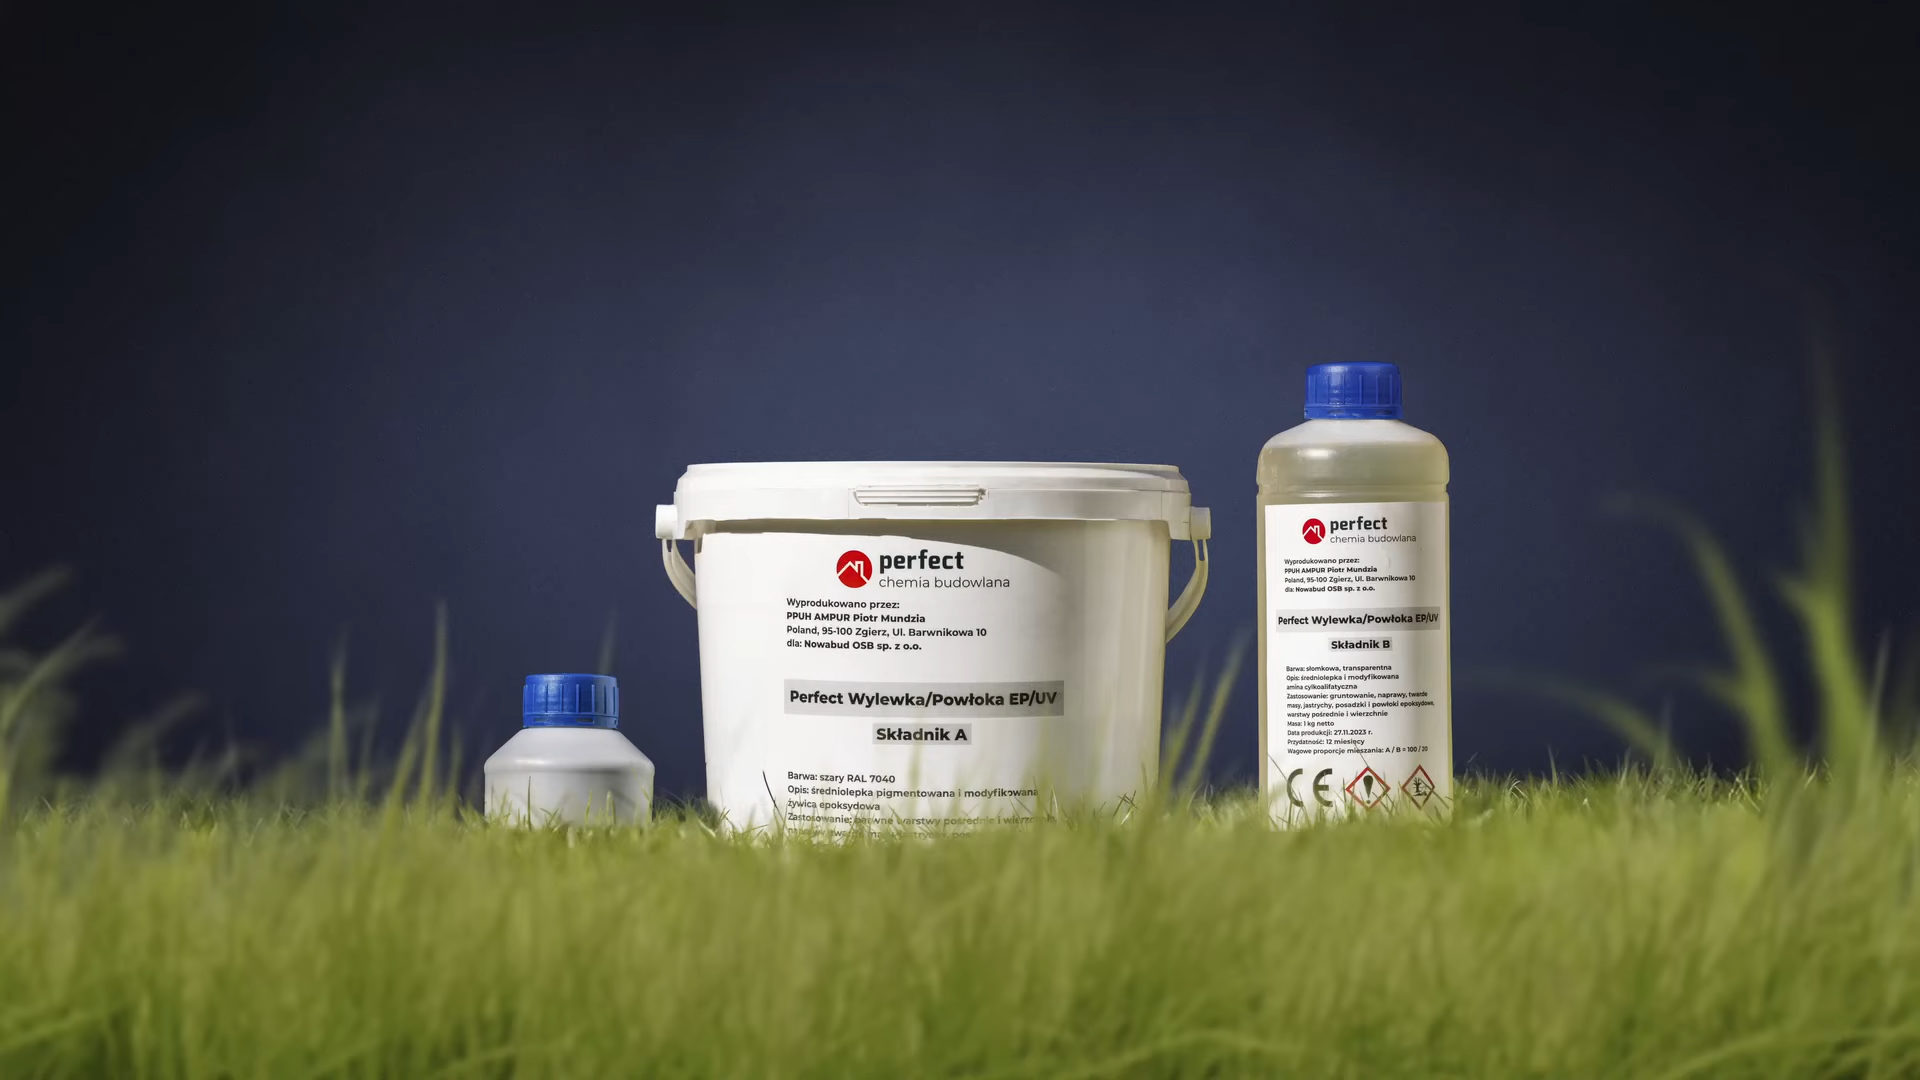 perfect
chemia budowlana
Wyprodukowano przez:
PPUH AMPUR Piotr Mundzia
Poland, 95-100 Zgierz, Ul. Barwnikowa 10
dla: Nowabud OSB sp. z o.o.
Perfect Wylewka/Powłoka EP/UV
Składnik A
Barwa: szary RAL 7040
Opis: średniolepka pigmentowana i modyfikowana
żywica epoksydowa
Zastosowanie: barwne warstwy pośrednie i
perfect
chemia budowlana
Wyprodukowano przez:
PPUH AMPUR Piotr Mundzia
Poland, 95-100 Zgierz, Ul. Barwnikowa 10
dla: Nowabud OSB sp. z o.o.
Perfect Wylewka/Powłoka EP/UV
Składnik B
Barwa: słomkowa, transparentna
Opis: średniolepka i modyfikowana
amina cylkoalifatyczna
Zastosowanie: gruntowanie, naprawy, twarde
masy, jastrychy, posadzki i powłoki epoksydowe,
warstwy pośrednie i wierzchnie
Masa: 1 kg netto
Data produkcji: 27.11.2023 r.
Przydatność: 12 miesięcy
Wagowe proporcje mieszania: A / B = 100 / 20
CE